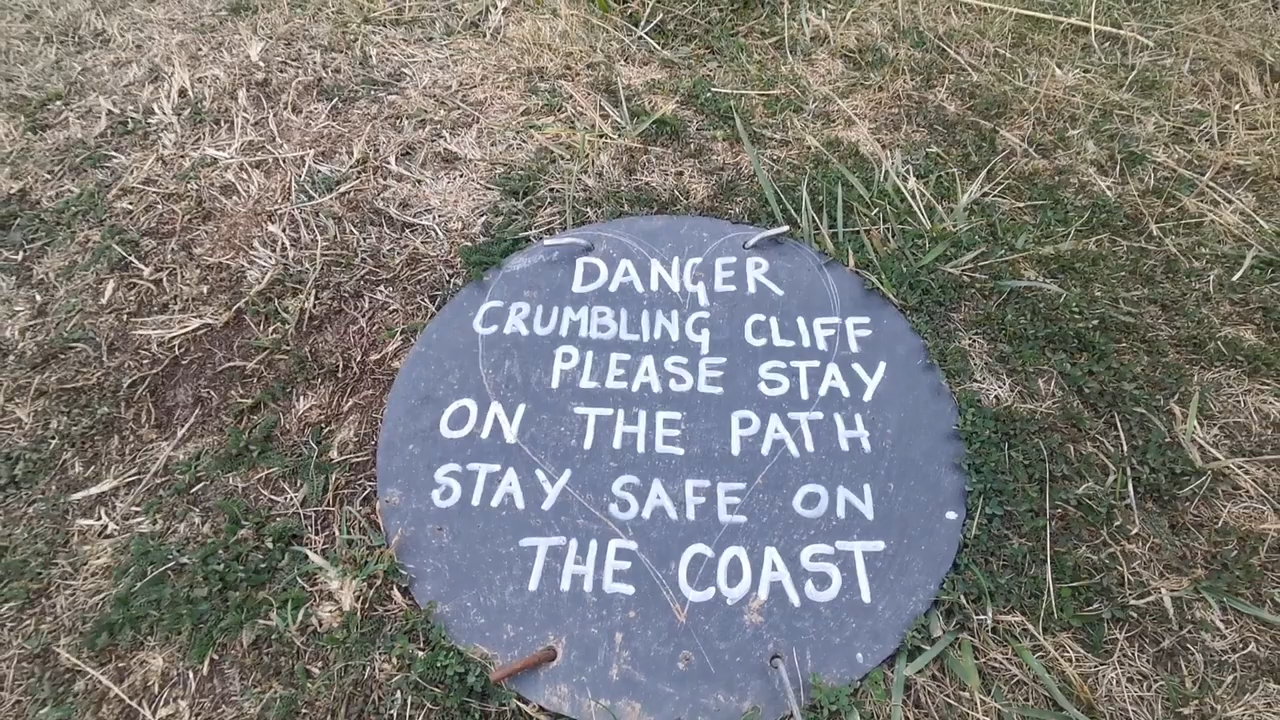 DANGER
CRUMBLING CLIFF
PLEASE STAY
ON THE PATH
STAY SAFE ON
THE COAST